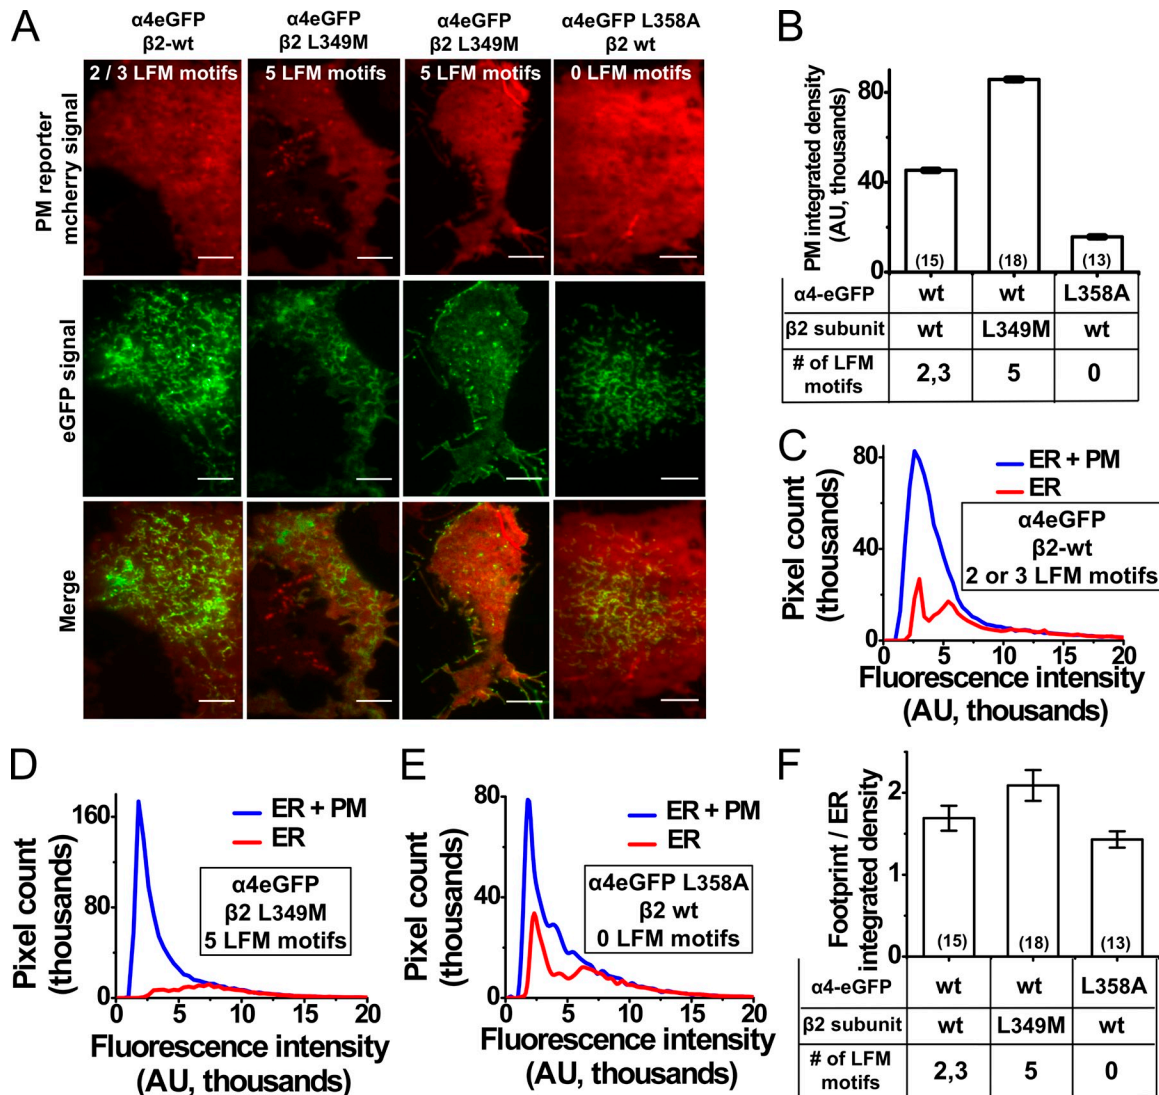 A
α4eGFP
β2-wt
α4eGFP
β2 L349M
α4eGFP
β2 L349M
α4eGFP L358A
β2 wt
2 / 3 LFM motifs
5 LFM motifs
5 LFM motifs
0 LFM motifs
PM reporter
mcherry signal
eGFP signal
Merge
B
PM integrated density
(AU, thousands)
80
40
0
(15)
(18)
(13)
α4-eGFP wt wt L358A
β2 subunit wt L349M wt
# of LFM
motifs
2,3 5 0
C
Pixel count
(thousands)
80
40
0
ER + PM
ER
α4eGFP
β2-wt
2 or 3 LFM motifs
0 5 10 15 20
Fluorescence intensity
(AU, thousands)
D
Pixel count
(thousands)
160
80
0
ER + PM
ER
α4eGFP
β2 L349M
5 LFM motifs
0 5 10 15 20
Fluorescence intensity
(AU, thousands)
E
Pixel count
(thousands)
80
40
0
ER + PM
ER
α4eGFP L358A
β2 wt
0 LFM motifs
0 5 10 15 20
Fluorescence intensity
(AU, thousands)
F
Footprint / ER
integrated density
2
1
0
(15)
(18)
(13)
α4-eGFP wt wt L358A
β2 subunit wt L349M wt
# of LFM
motifs
2,3 5 0